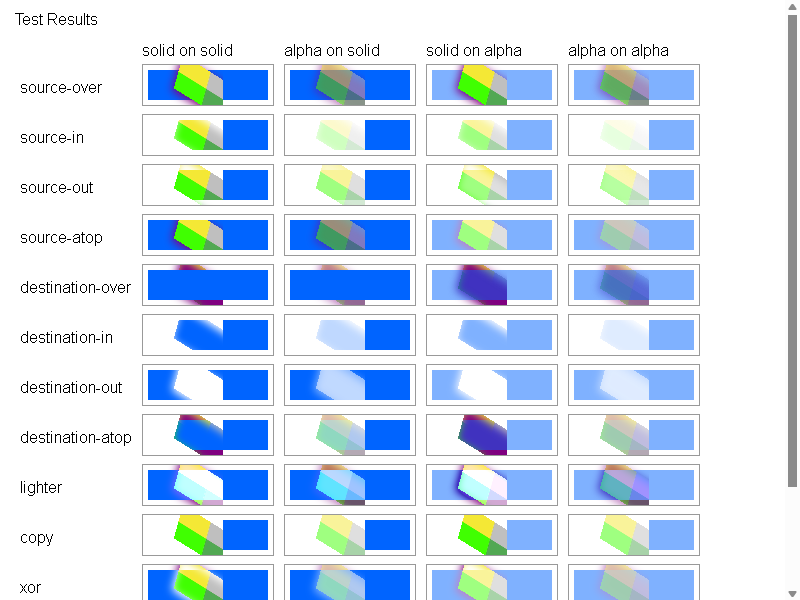 Test Results
solid on solid alpha on solid solid on alpha alpha on alpha
source-over
source-in
source-out
source-atop
destination-over
destination-in
destination-out
destination-atop
lighter
copy
xor